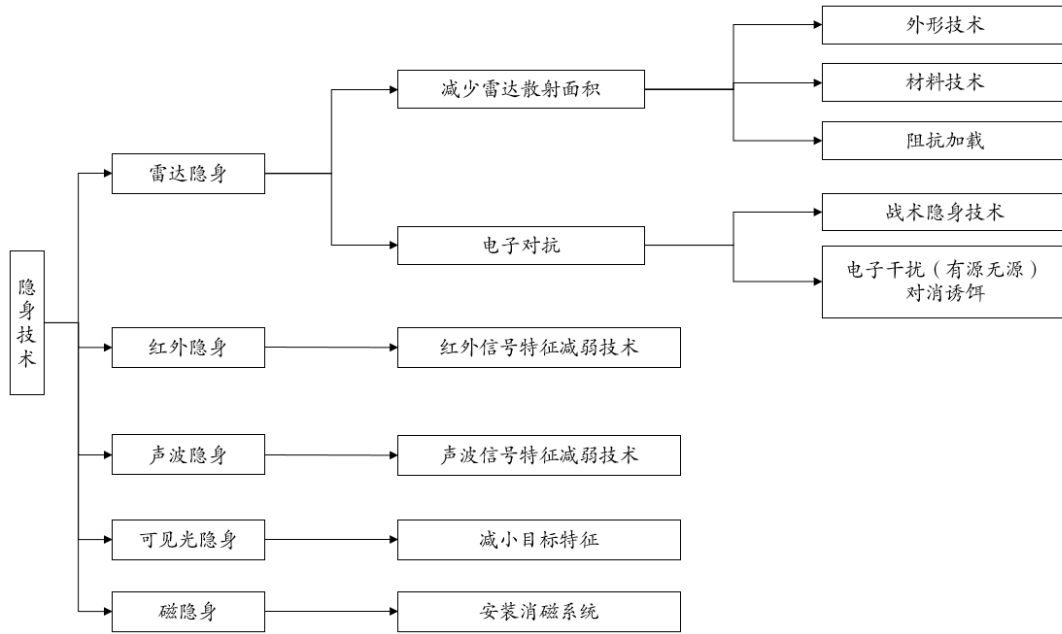 隐身技术
雷达隐身
减少雷达散射面积
外形技术
材料技术
阻抗加载
电子对抗
战术隐身技术
电子干扰（有源无源）
对消诱饵
红外隐身
红外信号特征减弱技术
声波隐身
声波信号特征减弱技术
可见光隐身
减小目标特征
磁隐身
安装消磁系统